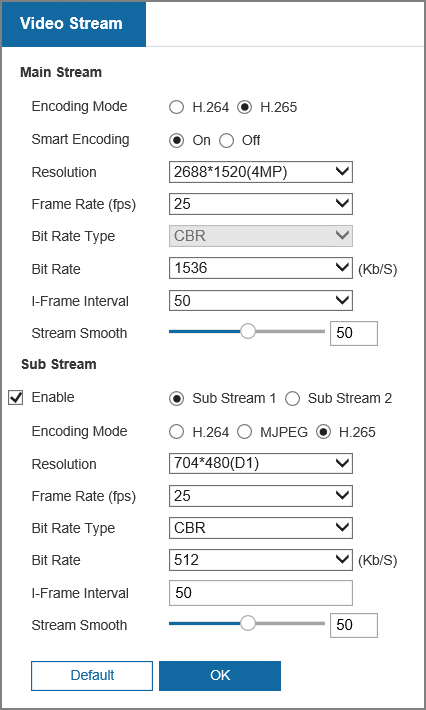 Video Stream
Main Stream
Encoding Mode H.264 H.265
Smart Encoding On Off
Resolution 2688*1520(4MP)
Frame Rate (fps) 25
Bit Rate Type CBR
Bit Rate 1536 (Kb/S)
I-Frame Interval 50
Stream Smooth 50
Sub Stream
Enable Sub Stream 1 Sub Stream 2
Encoding Mode H.264 MJPEG H.265
Resolution 704*480(D1)
Frame Rate (fps) 25
Bit Rate Type CBR
Bit Rate 512 (Kb/S)
I-Frame Interval 50
Stream Smooth 50
Default OK